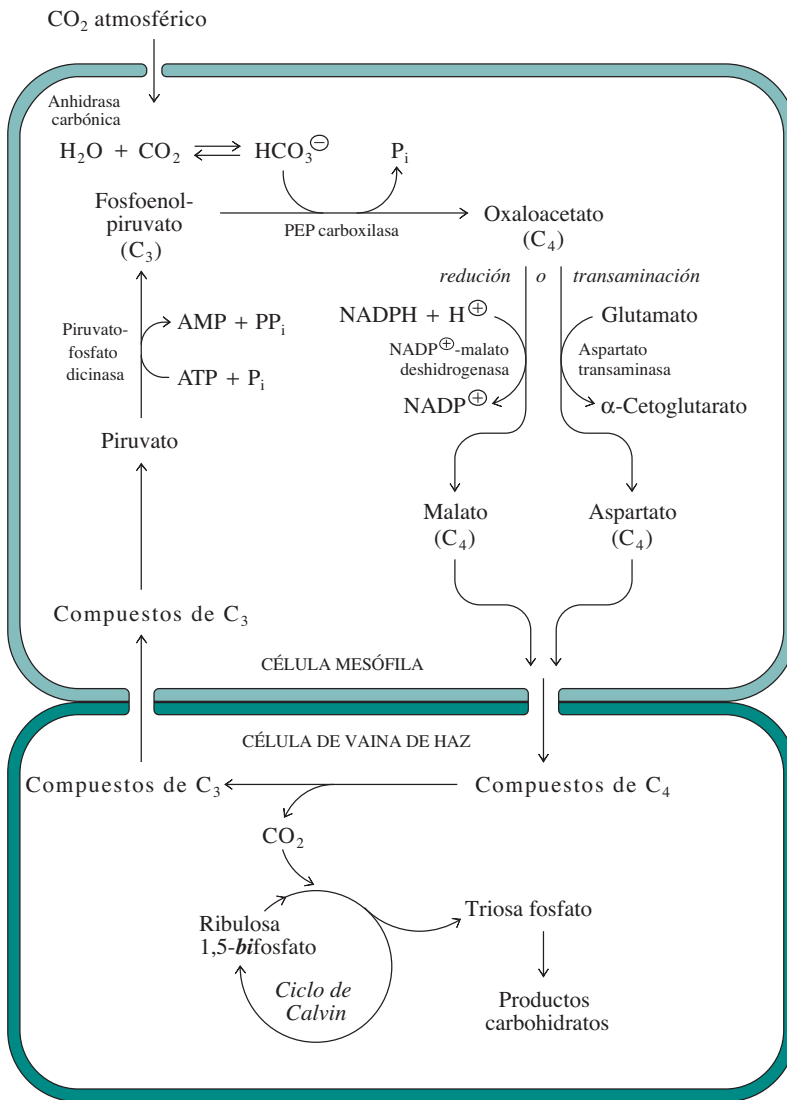 CO₂ atmosférico
Anhidrasa
carbónica
H₂O + CO₂ ⇌ HCO₃⊖
Pᵢ
Fosfoenol-
piruvato
(C₃)
PEP carboxilasa
Oxaloacetato
(C₄)
redución o transaminación
Piruvato-
fosfato
dicinasa
AMP + PPᵢ
ATP + Pᵢ
NADPH + H⊕
NADP⊕-malato
deshidrogenasa
NADP⊕
Glutamato
Aspartato
transaminasa
α-Cetoglutarato
Piruvato
Malato
(C₄)
Aspartato
(C₄)
Compuestos de C₃
CÉLULA MESÓFILA
CÉLULA DE VAINA DE HAZ
Compuestos de C₃
Compuestos de C₄
CO₂
Ribulosa
1,5-bifosfato
Ciclo de
Calvin
Triosa fosfato
Productos
carbohidratos